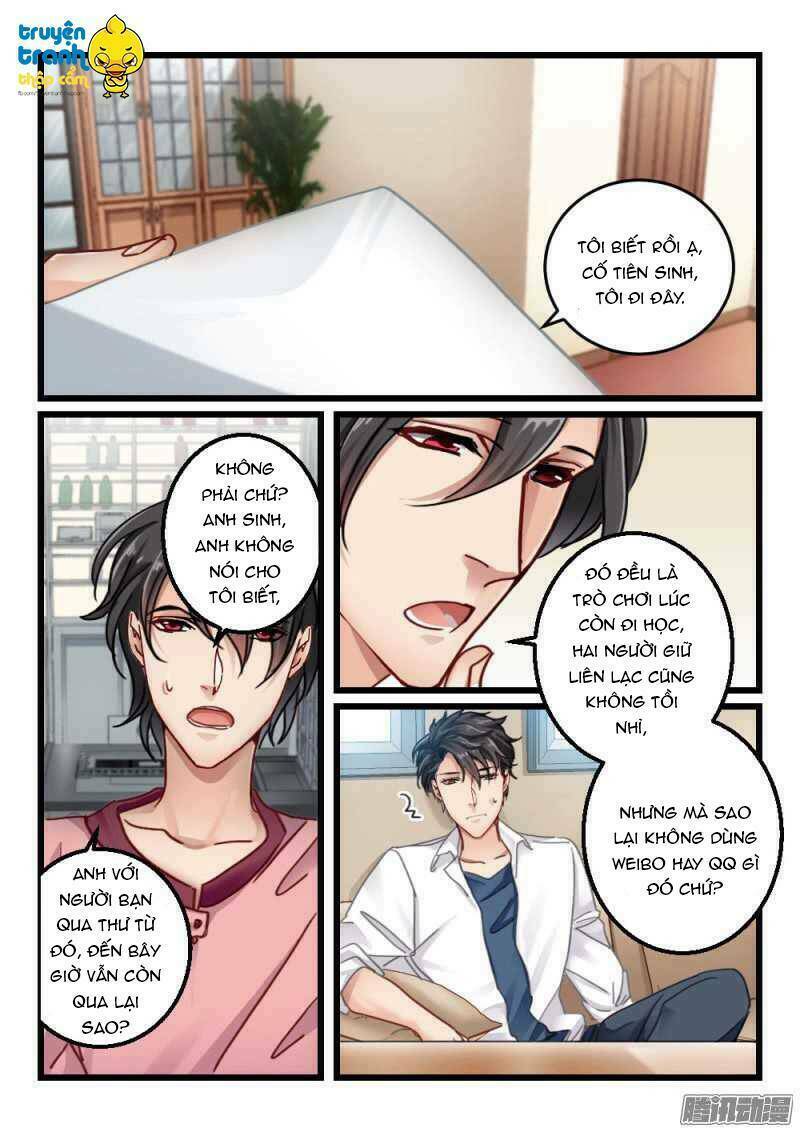 truyện
tranh
thập cẩm
TÔI BIẾT RỒI Ạ,
CỐ TIÊN SINH,
TÔI ĐI ĐÂY.
KHÔNG
PHẢI CHỨ?
ANH SINH,
ANH KHÔNG
NÓI CHO
TÔI BIẾT,
ANH VỚI
NGƯỜI BẠN
QUA THƯ TỪ
ĐÓ, ĐẾN BÂY
GIỜ VẪN CÒN
QUA LẠI
SAO?
ĐÓ ĐỀU LÀ
TRÒ CHƠI LÚC
CÒN ĐI HỌC,
HAI NGƯỜI GIỮ
LIÊN LẠC CŨNG
KHÔNG TỒI
NHỈ,
NHƯNG MÀ SAO
LẠI KHÔNG DÙNG
WEIBO HAY QQ GÌ
ĐÓ CHỨ?
腾讯动漫